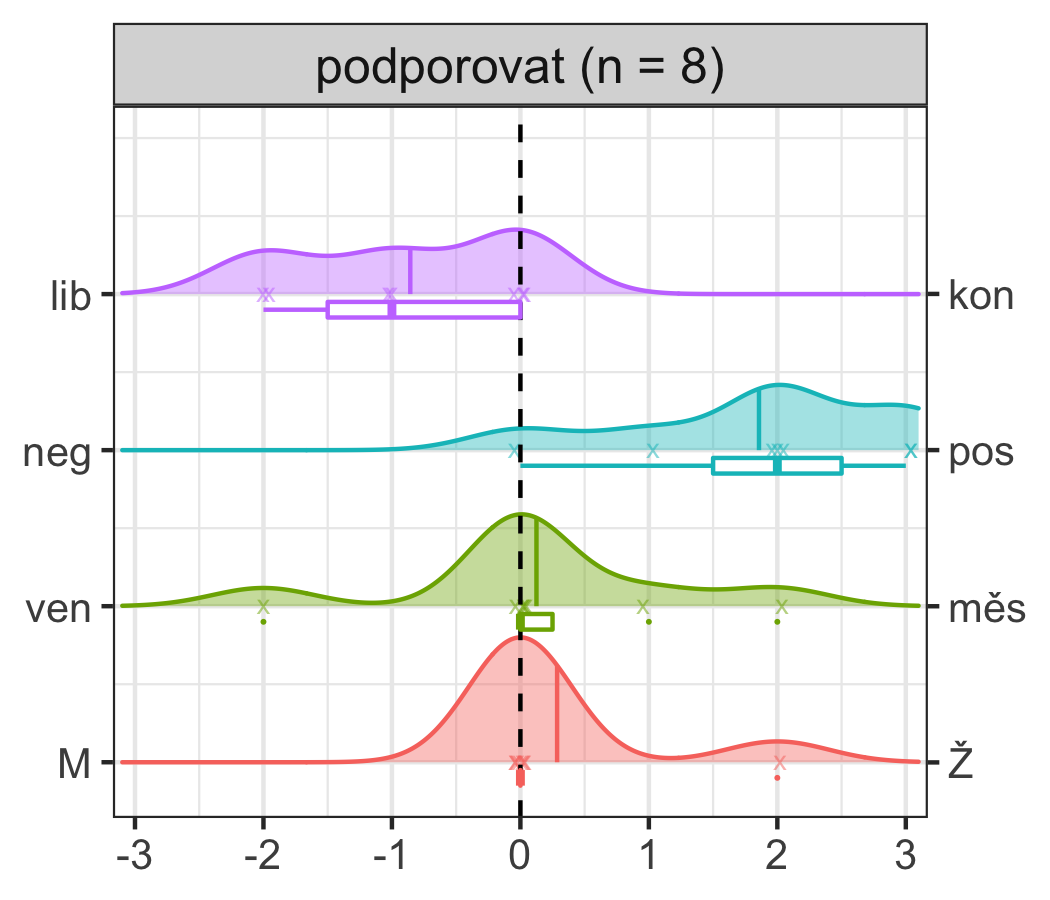 podporovat (n = 8)
lib kon
neg pos
ven měs
M Ž
-3 -2 -1 0 1 2 3